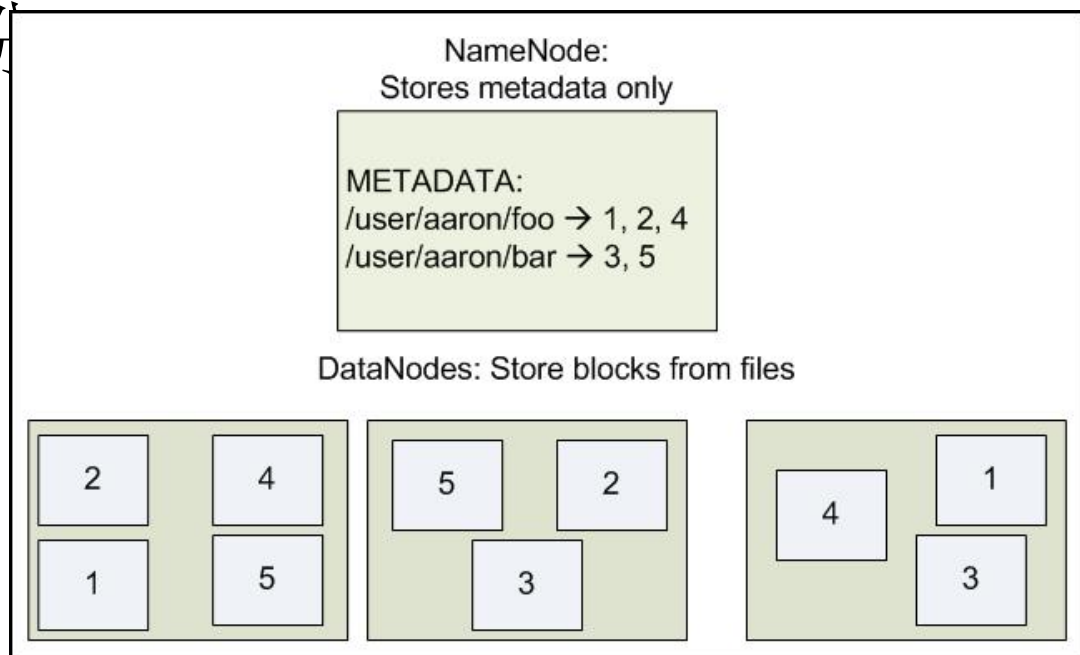 NameNode:
Stores metadata only
METADATA:
/user/aaron/foo → 1, 2, 4
/user/aaron/bar → 3, 5
DataNodes: Store blocks from files
2
4
1
5
5
2
3
4
1
3